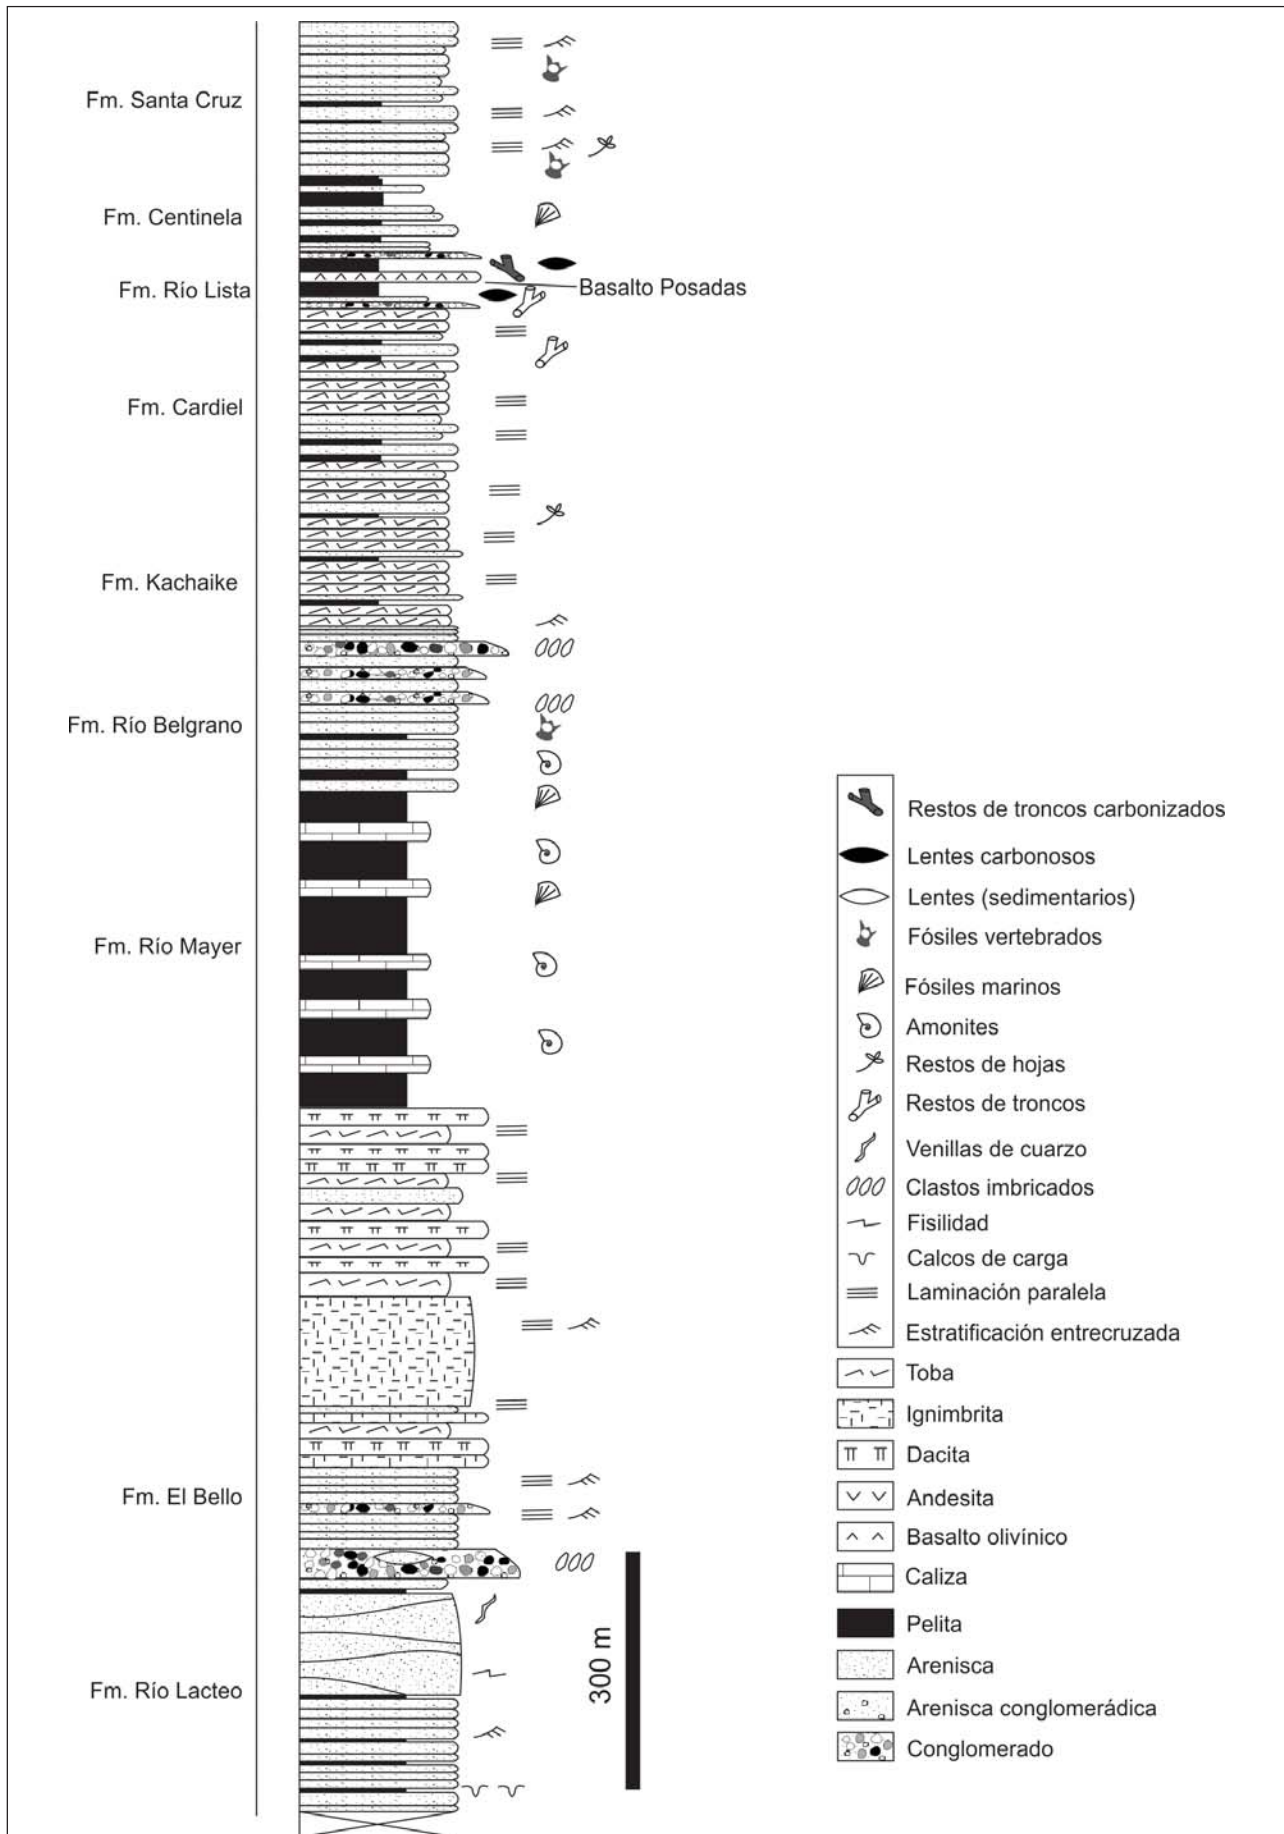 Fm. Santa Cruz
Fm. Centinela
Fm. Río Lista
Basalto Posadas
Fm. Cardiel
Fm. Kachaike
Fm. Río Belgrano
Fm. Río Mayer
Fm. El Bello
Fm. Río Lacteo
300 m
Restos de troncos carbonizados
Lentes carbonosos
Lentes (sedimentarios)
Fósiles vertebrados
Fósiles marinos
Amonites
Restos de hojas
Restos de troncos
Venillas de cuarzo
Clastos imbricados
Fisilidad
Calcos de carga
Laminación paralela
Estratificación entrecruzada
Toba
Ignimbrita
Dacita
Andesita
Basalto olivínico
Caliza
Pelita
Arenisca
Arenisca conglomerádica
Conglomerado